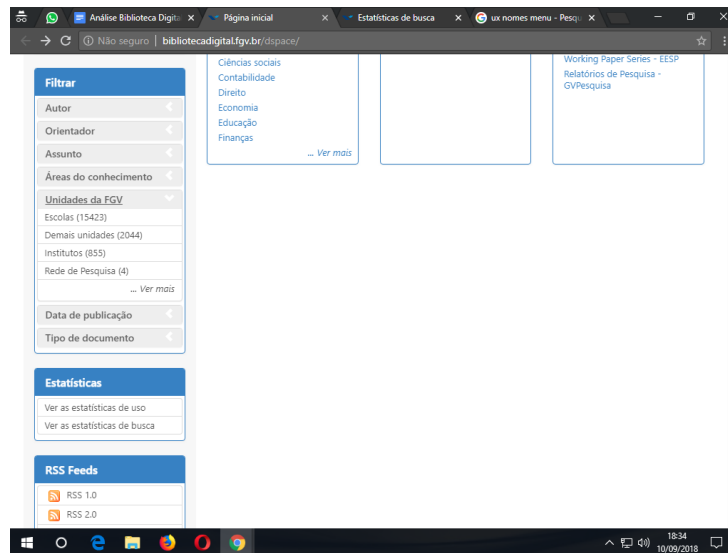 Análise Biblioteca Digita
Página inicial
Estatísticas de busca
ux nomes menu - Pesqu
Não seguro | bibliotecadigital.fgv.br/dspace/
Filtrar
Autor
Orientador
Assunto
Áreas do conhecimento
Unidades da FGV
Escolas (15423)
Demais unidades (2044)
Institutos (855)
Rede de Pesquisa (4)
... Ver mais
Data de publicação
Tipo de documento
Estatísticas
Ver as estatísticas de uso
Ver as estatísticas de busca
RSS Feeds
RSS 1.0
RSS 2.0
Ciências sociais
Contabilidade
Direito
Economia
Educação
Finanças
... Ver mais
Working Paper Series - EESP
Relatórios de Pesquisa -
GVPesquisa
18:34
10/09/2018